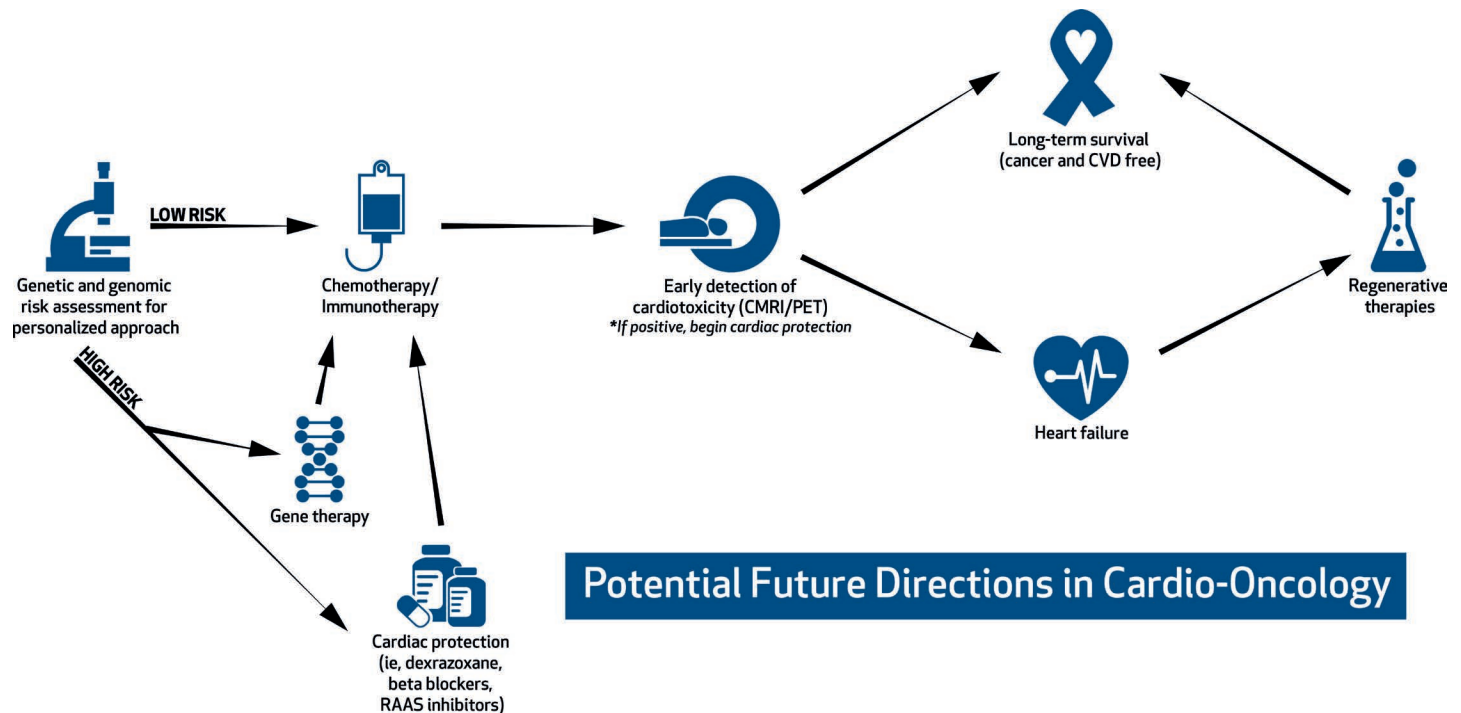 Long-term survival
(cancer and CVD free)
LOW RISK
Genetic and genomic
risk assessment for
personalized approach
Chemotherapy/
Immunotherapy
Early detection of
cardiotoxicity (CMRI/PET)
*If positive, begin cardiac protection
Regenerative
therapies
HIGH RISK
Heart failure
Gene therapy
Potential Future Directions in Cardio-Oncology
Cardiac protection
(ie, dexrazoxane,
beta blockers,
RAAS inhibitors)